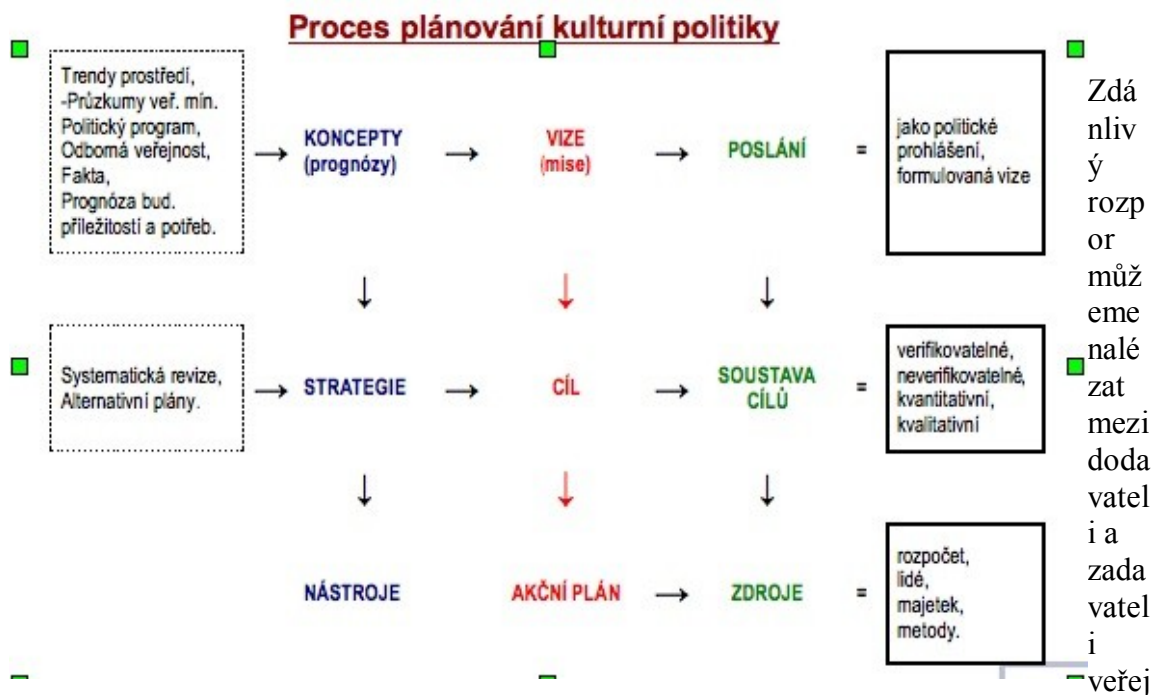 Proces plánování kulturní politiky
Trendy prostředí,
-Průzkumy veř. mín.
Politický program,
Odborná veřejnost,
Fakta,
Prognóza bud.
příležitostí a potřeb.
→
KONCEPTY
(prognózy)
→
VIZE
(mise)
→
POSLÁNÍ
=
jako politické
prohlášení,
formulovaná vize
↓
↓
↓
Systematická revize,
Alternativní plány.
→
STRATEGIE
→
CÍL
→
SOUSTAVA
CÍLŮ
=
verifikovatelné,
neverifikovatelné,
kvantitativní,
kvalitativní
↓
↓
↓
NÁSTROJE
AKČNÍ PLÁN
→
ZDROJE
=
rozpočet,
lidé,
majetek,
metody.
Zdá
nliv
ý
rozp
or
můž
eme
nalé
zat
mezi
doda
vatel
i a
zada
vatel
i
veřej